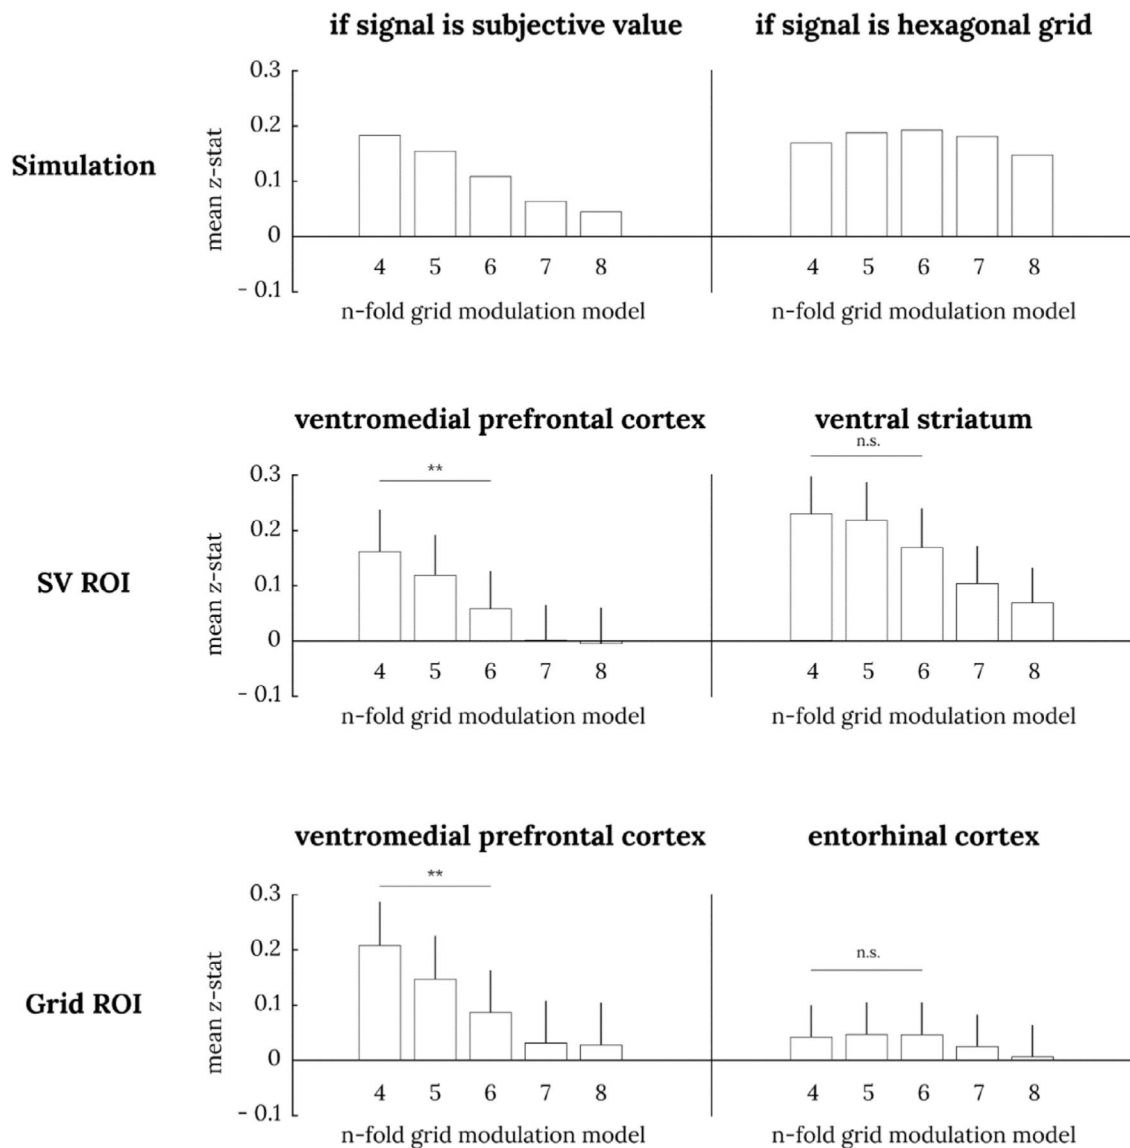 if signal is subjective value
if signal is hexagonal grid
Simulation
mean z-stat
0.3
0.2
0.1
0
- 0.1
4 5 6 7 8
n-fold grid modulation model
4 5 6 7 8
n-fold grid modulation model
ventromedial prefrontal cortex
ventral striatum
SV ROI
mean z-stat
0.3
0.2
0.1
0
- 0.1
**
4 5 6 7 8
n-fold grid modulation model
n.s.
4 5 6 7 8
n-fold grid modulation model
ventromedial prefrontal cortex
entorhinal cortex
Grid ROI
mean z-stat
0.3
0.2
0.1
0
- 0.1
**
4 5 6 7 8
n-fold grid modulation model
n.s.
4 5 6 7 8
n-fold grid modulation model